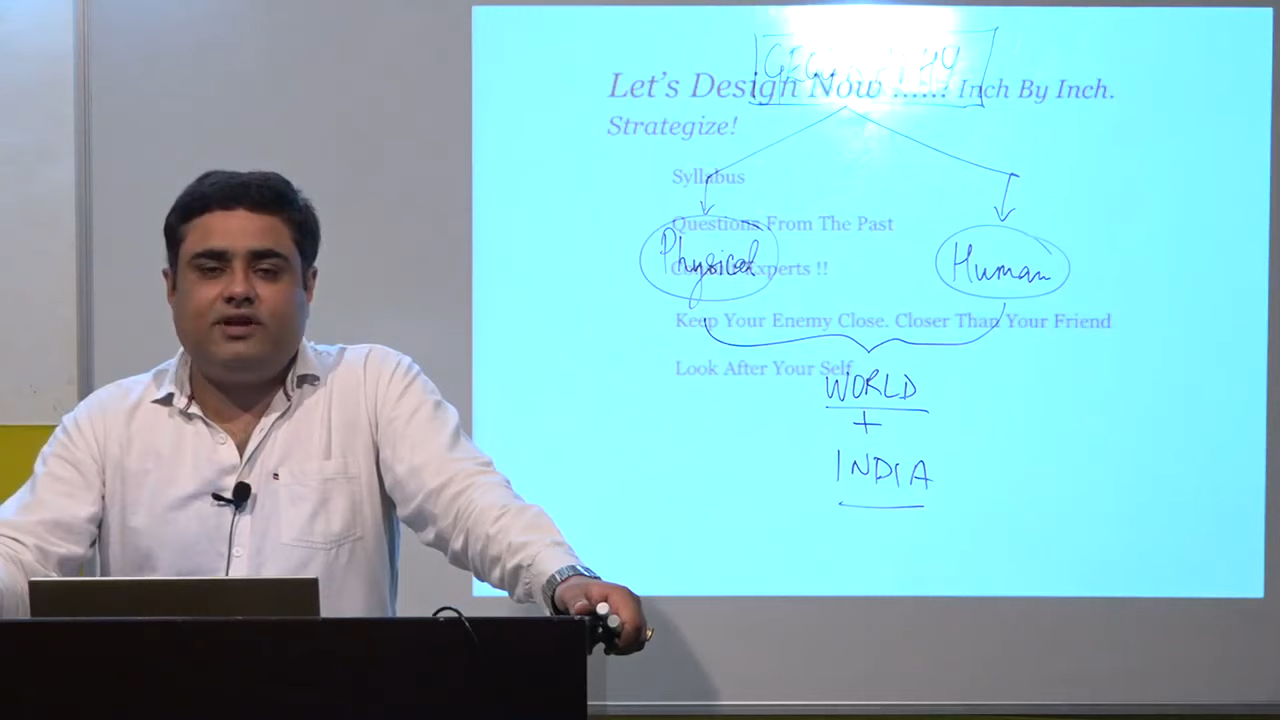 GEOGRAPHY
Let's Design Now ......! Inch By Inch.
Strategize!
Syllabus
Questions From The Past
Physical
Experts !!
Human
Keep Your Enemy Close. Closer Than Your Friend
Look After Your Self
WORLD
+
INDIA